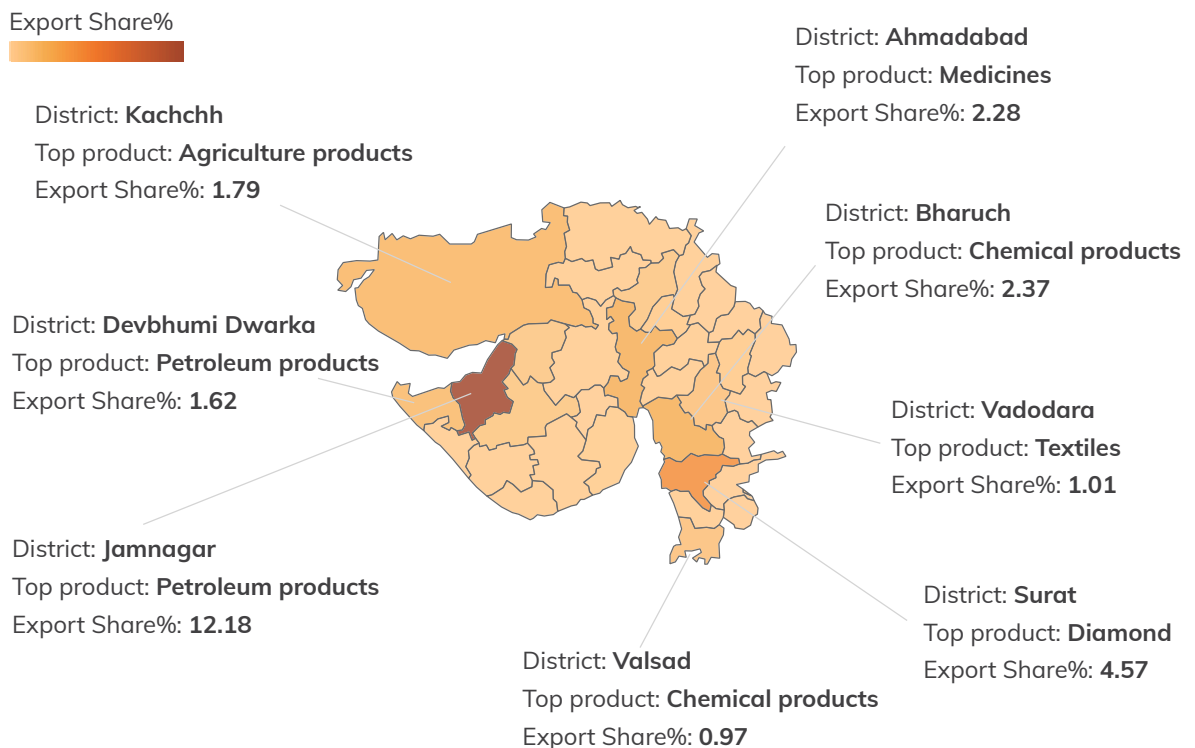 Export Share%
District: Ahmadabad
Top product: Medicines
Export Share%: 2.28
District: Kachchh
Top product: Agriculture products
Export Share%: 1.79
District: Bharuch
Top product: Chemical products
Export Share%: 2.37
District: Devbhumi Dwarka
Top product: Petroleum products
Export Share%: 1.62
District: Vadodara
Top product: Textiles
Export Share%: 1.01
District: Jamnagar
Top product: Petroleum products
Export Share%: 12.18
District: Surat
Top product: Diamond
Export Share%: 4.57
District: Valsad
Top product: Chemical products
Export Share%: 0.97